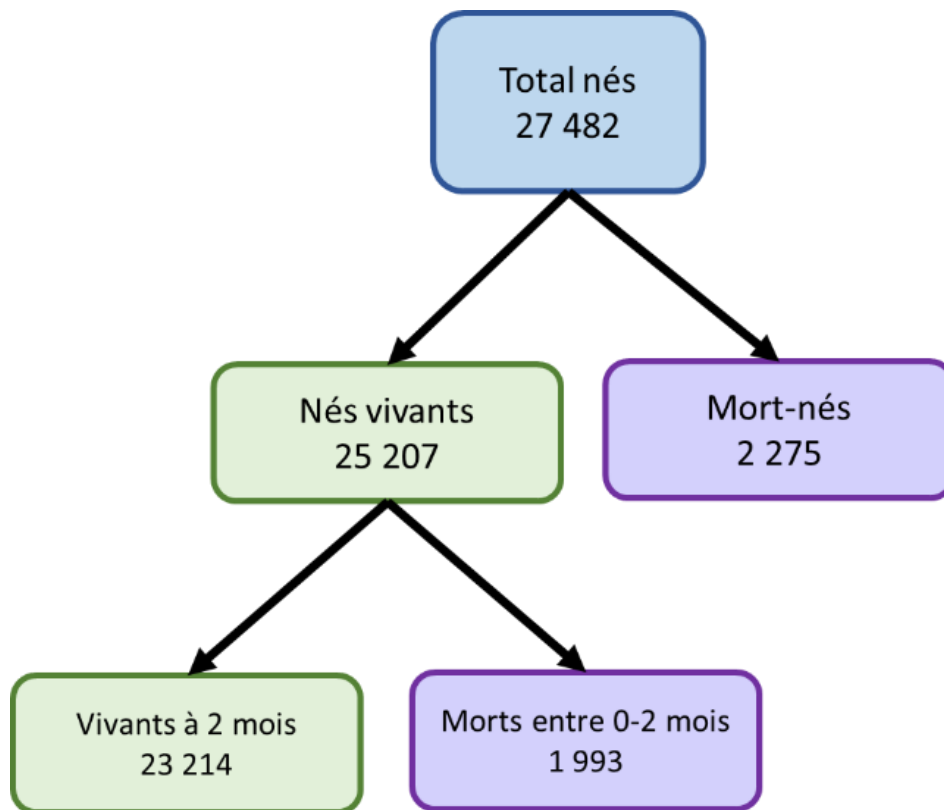 Total nés
27 482
Nés vivants
25 207
Mort-nés
2 275
Vivants à 2 mois
23 214
Morts entre 0-2 mois
1 993